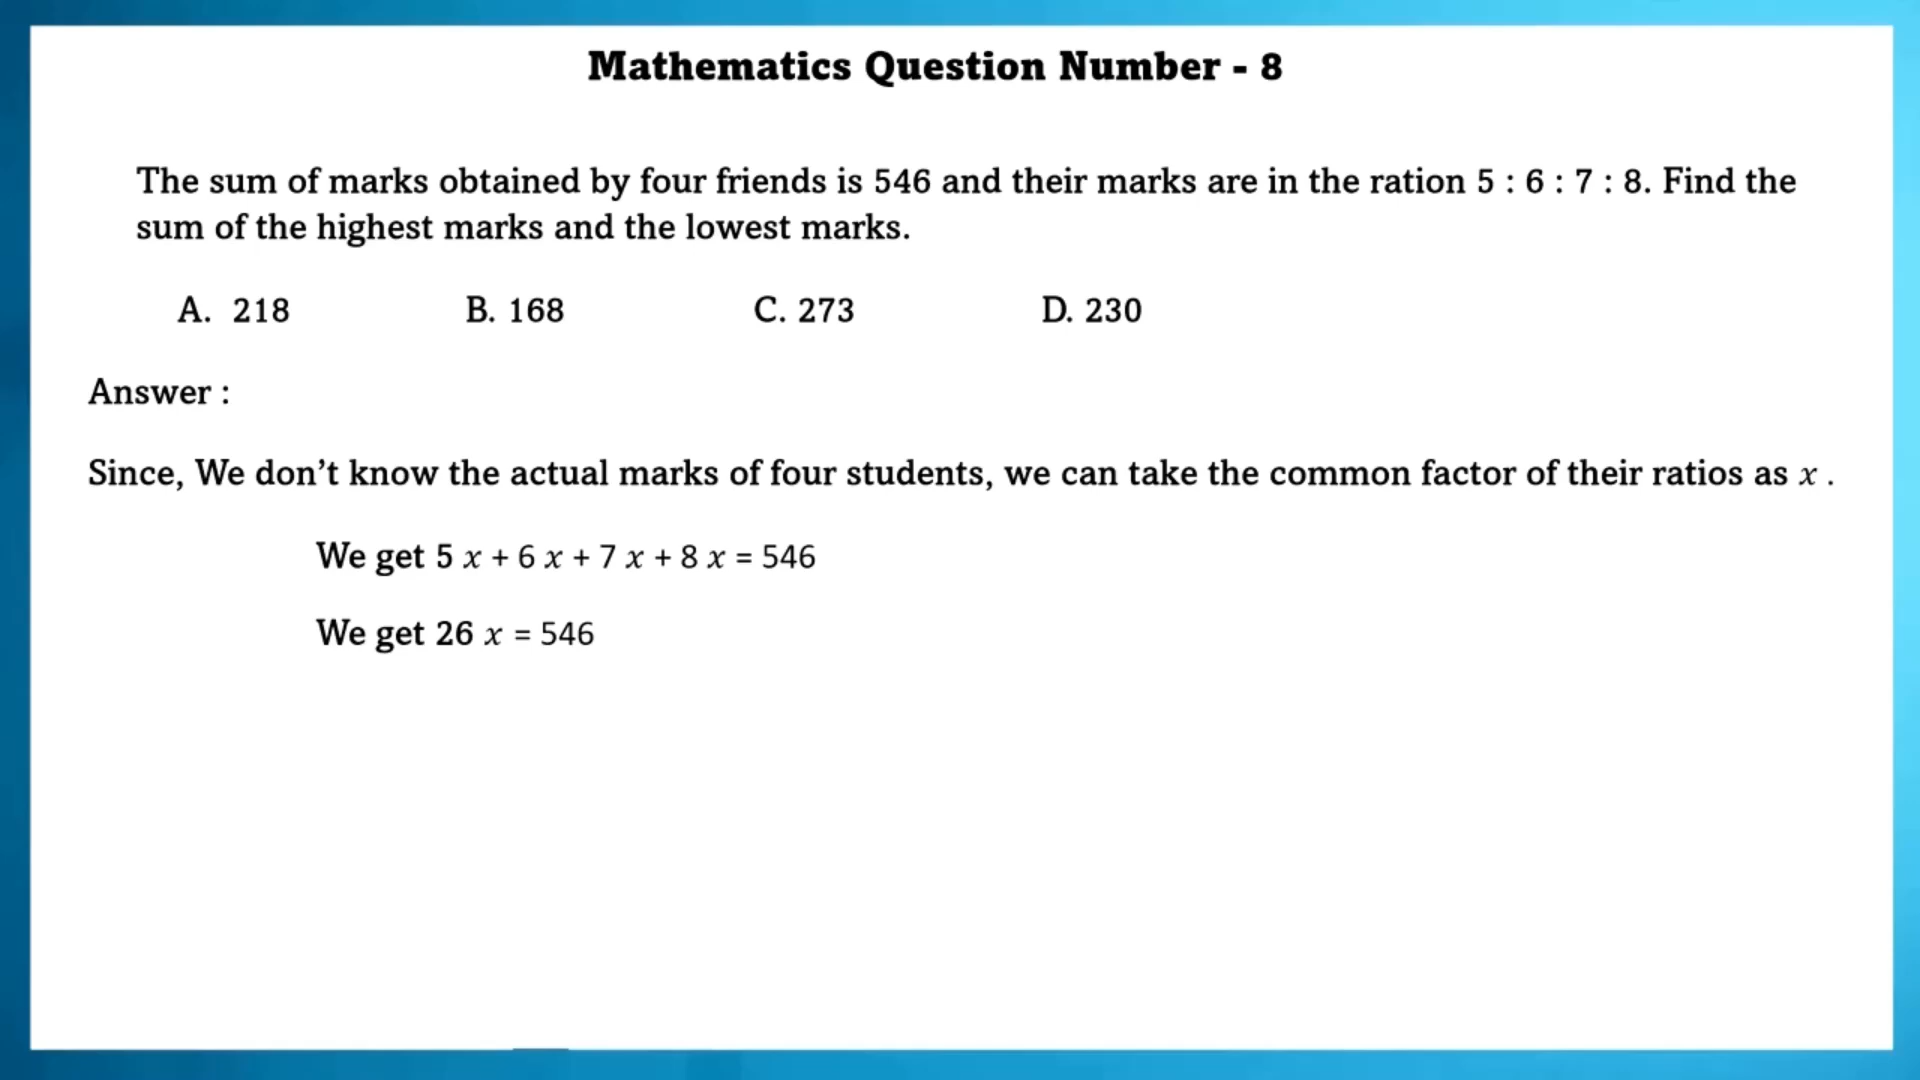 Mathematics Question Number - 8
The sum of marks obtained by four friends is 546 and their marks are in the ration 5 : 6 : 7 : 8. Find the
sum of the highest marks and the lowest marks.
A. 218 B. 168 C. 273 D. 230
Answer :
Since, We don’t know the actual marks of four students, we can take the common factor of their ratios as x .
We get 5 x + 6 x + 7 x + 8 x = 546
We get 26 x = 546